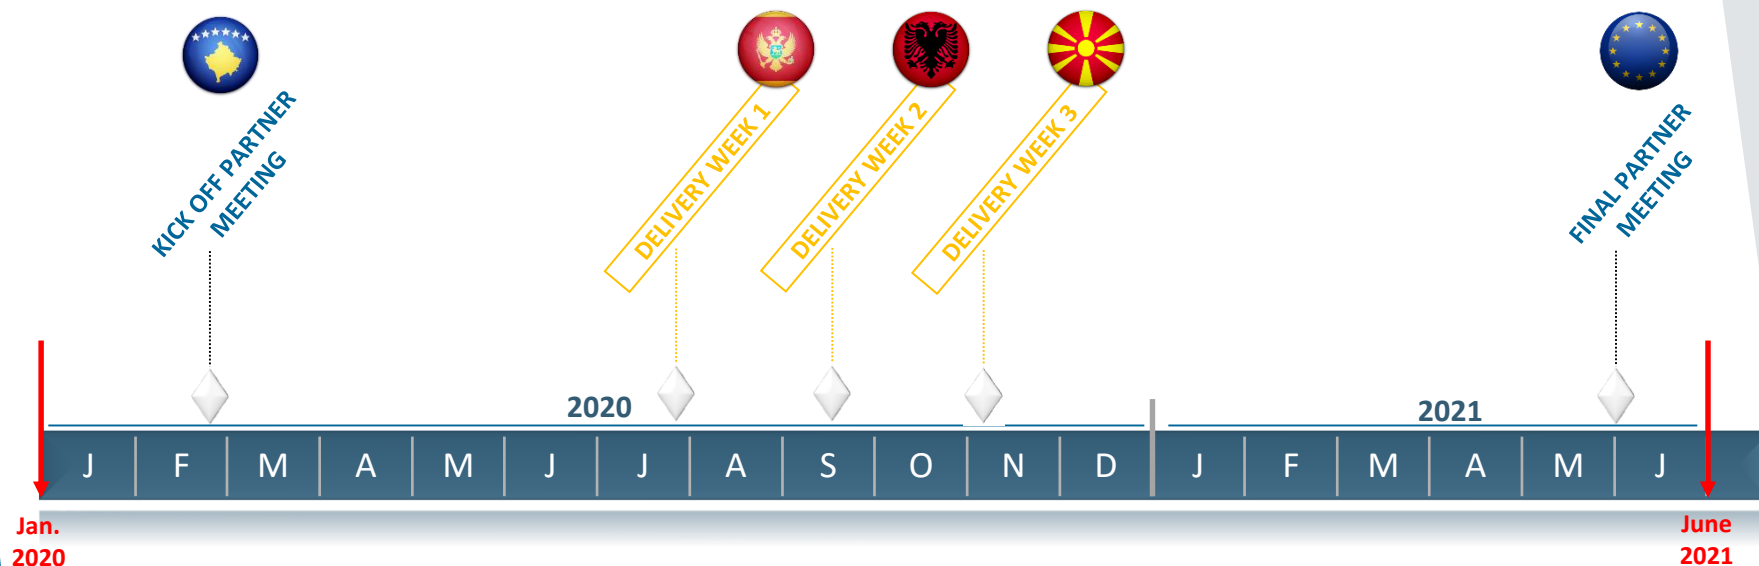 KICK OFF PARTNER
MEETING
DELIVERY WEEK 1
DELIVERY WEEK 2
DELIVERY WEEK 3
FINAL PARTNER
MEETING
2020
2021
J F M A M J J A S O N D J F M A M J
Jan.
2020
June
2021